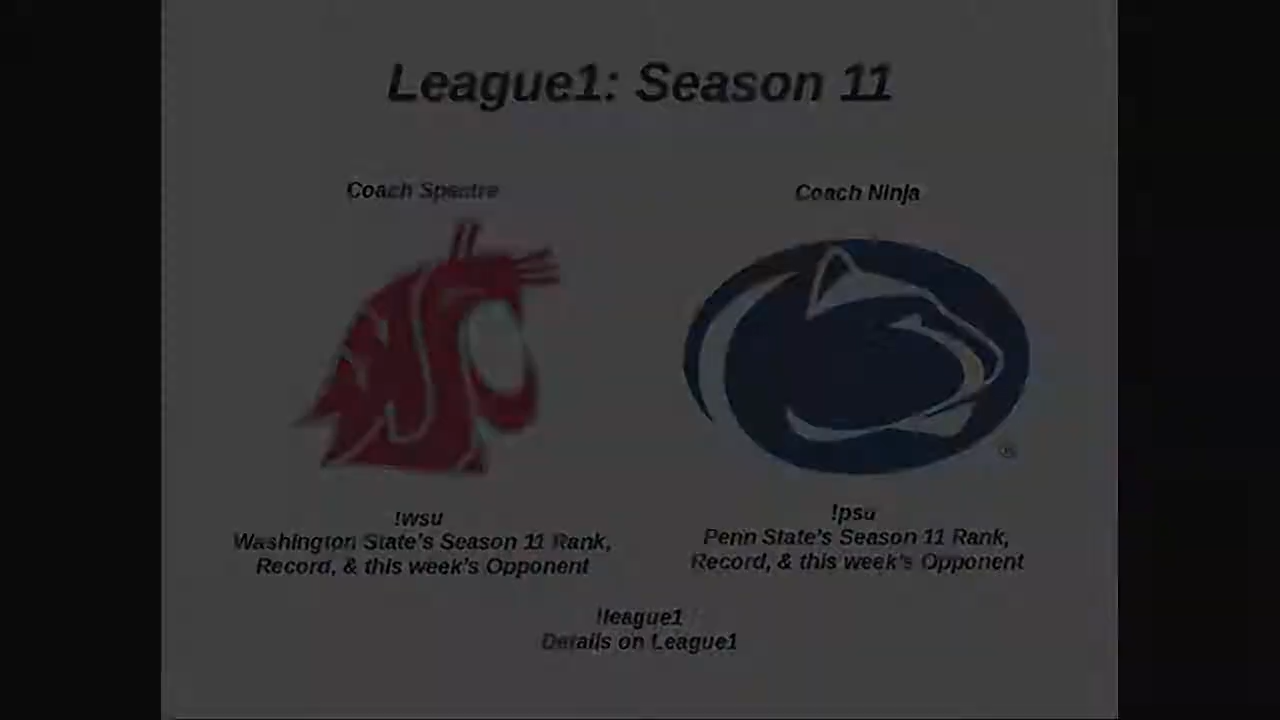 League1: Season 11
Coach Spectre
Coach Ninja
!wsu
Washington State's Season 11 Rank,
Record, & this week's Opponent
!psu
Penn State's Season 11 Rank,
Record, & this week's Opponent
!league1
Details on League1